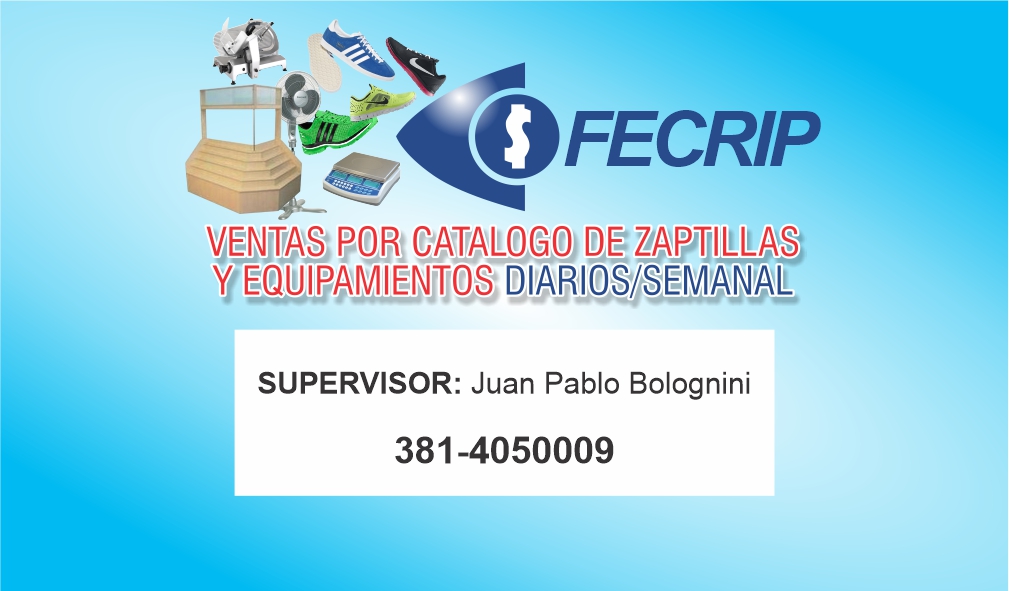 FECRIP
VENTAS POR CATALOGO DE ZAPTILLAS
Y EQUIPAMIENTOS DIARIOS/SEMANAL
SUPERVISOR: Juan Pablo Bolognini
381-4050009